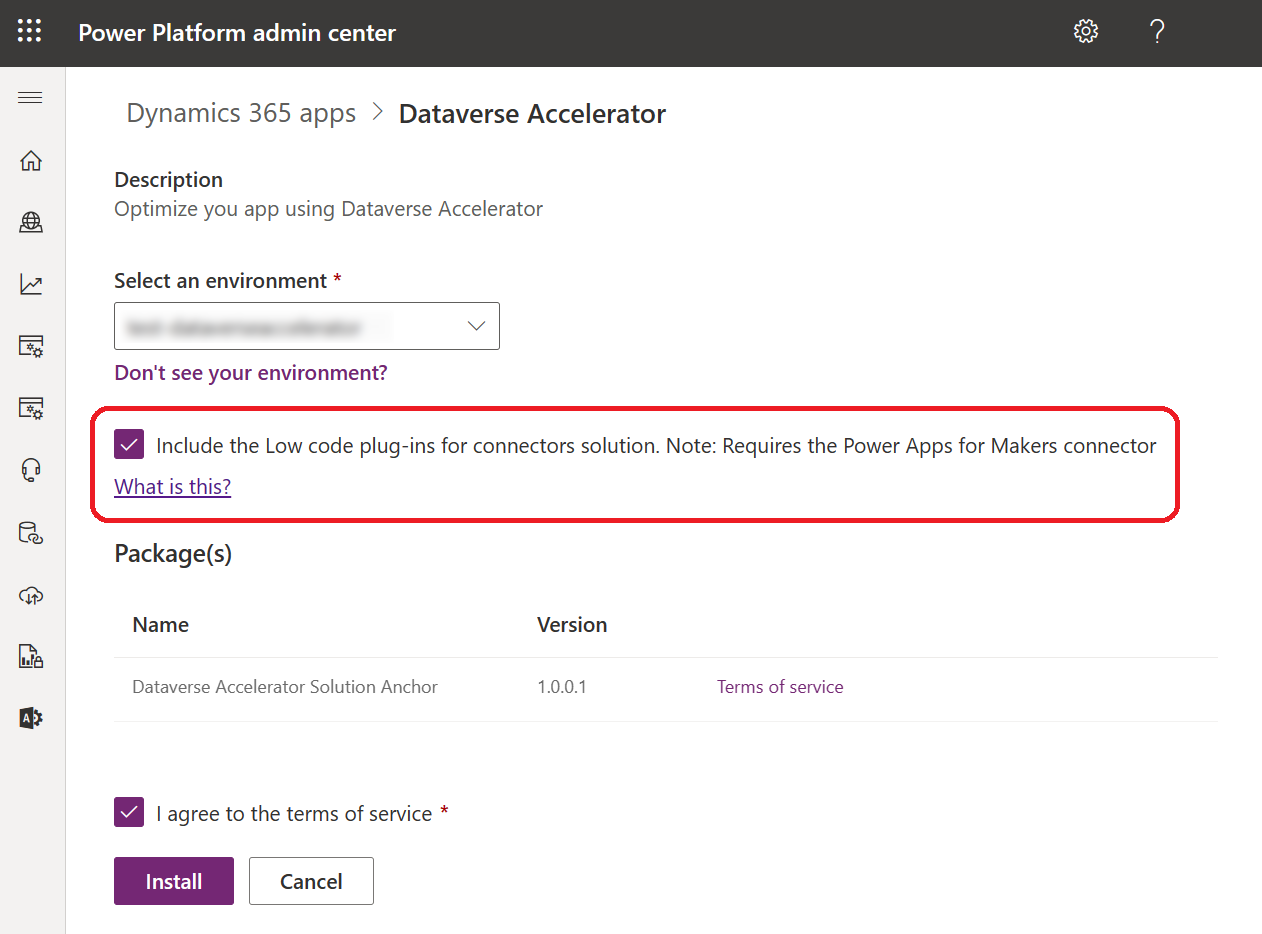 Power Platform admin center
Dynamics 365 apps > Dataverse Accelerator
Description
Optimize you app using Dataverse Accelerator
Select an environment *
Don't see your environment?
Include the Low code plug-ins for connectors solution. Note: Requires the Power Apps for Makers connector
What is this?
Package(s)
Name Version
Dataverse Accelerator Solution Anchor 1.0.0.1 Terms of service
I agree to the terms of service *
Install Cancel